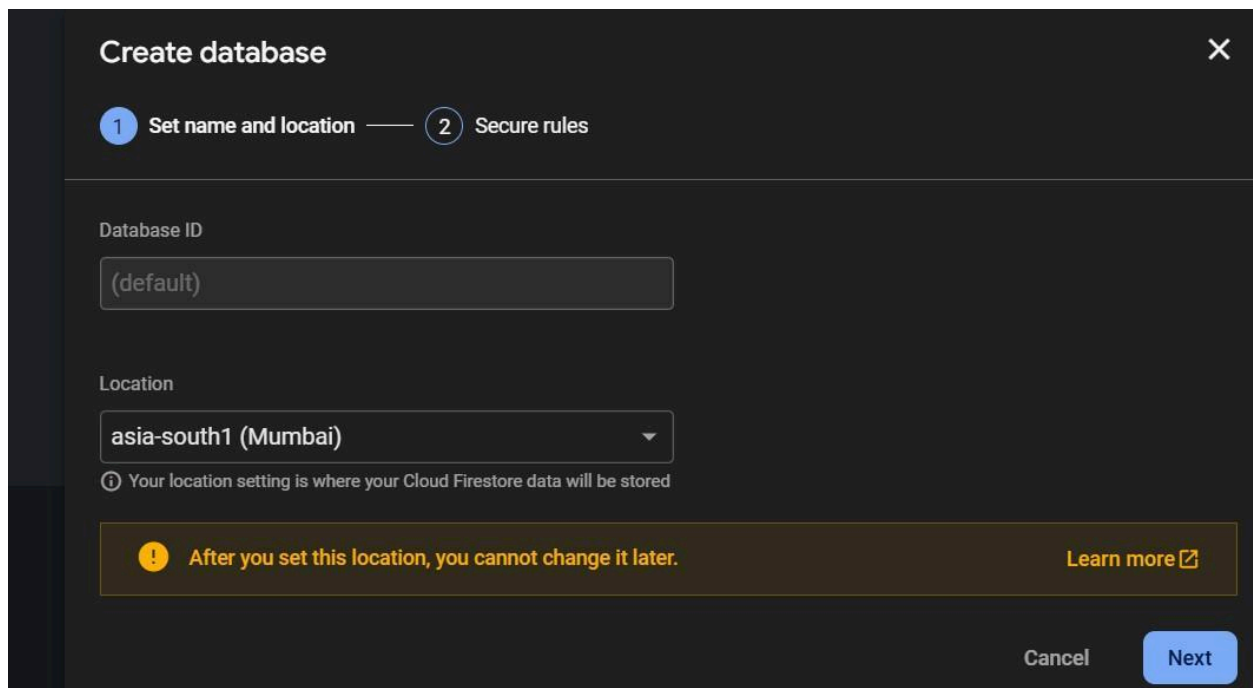 Create database
1 Set name and location 2 Secure rules
Database ID
(default)
Location
asia-south1 (Mumbai)
Your location setting is where your Cloud Firestore data will be stored
After you set this location, you cannot change it later. Learn more
Cancel Next